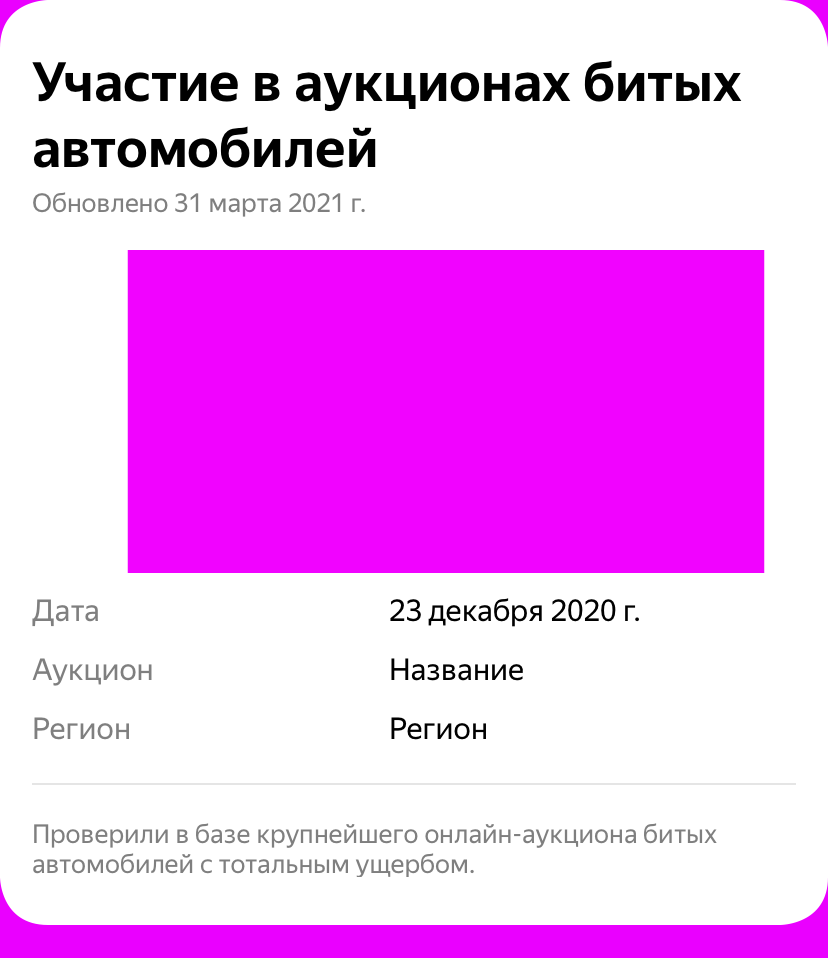 Участие в аукционах битых
автомобилей
Обновлено 31 марта 2021 г.
Дата 23 декабря 2020 г.
Аукцион Название
Регион Регион
Проверили в базе крупнейшего онлайн-аукциона битых
автомобилей с тотальным ущербом.